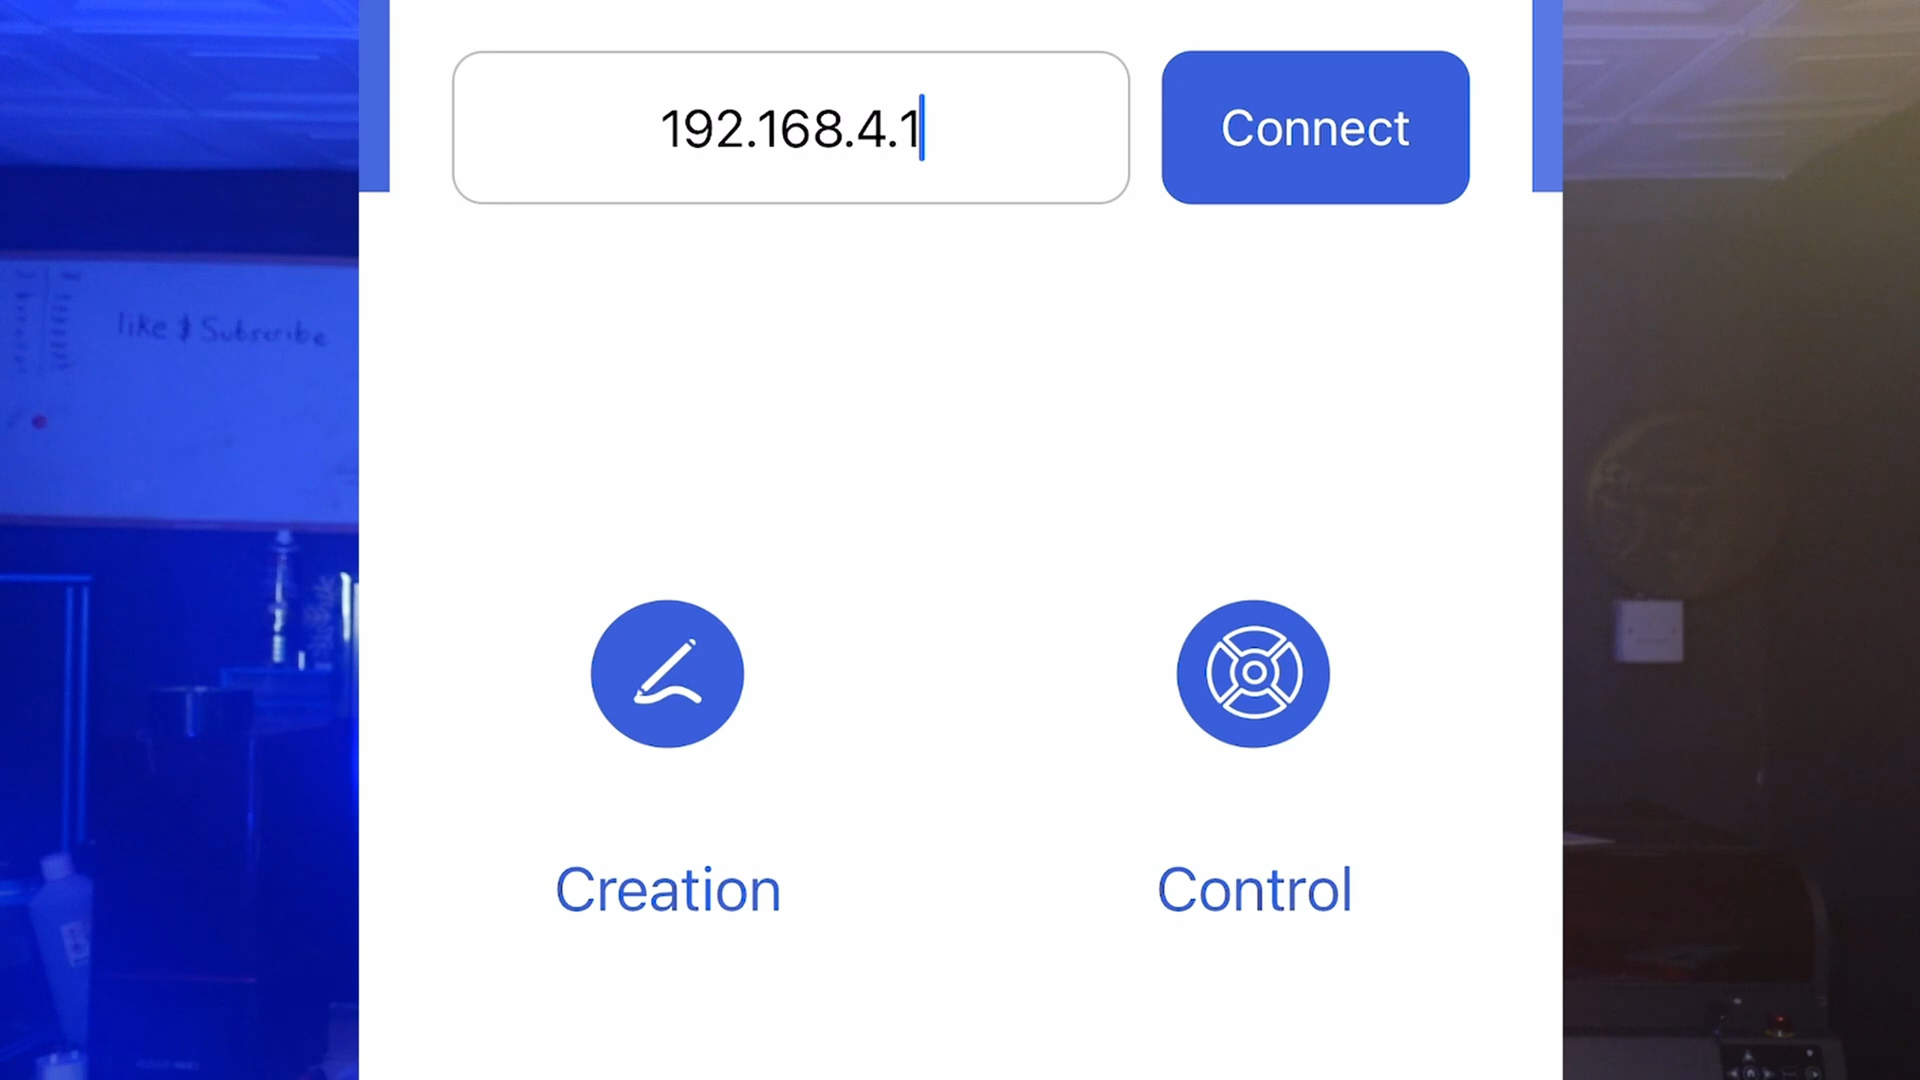 192.168.4.1
Connect
like & Subscribe
Creation
Control